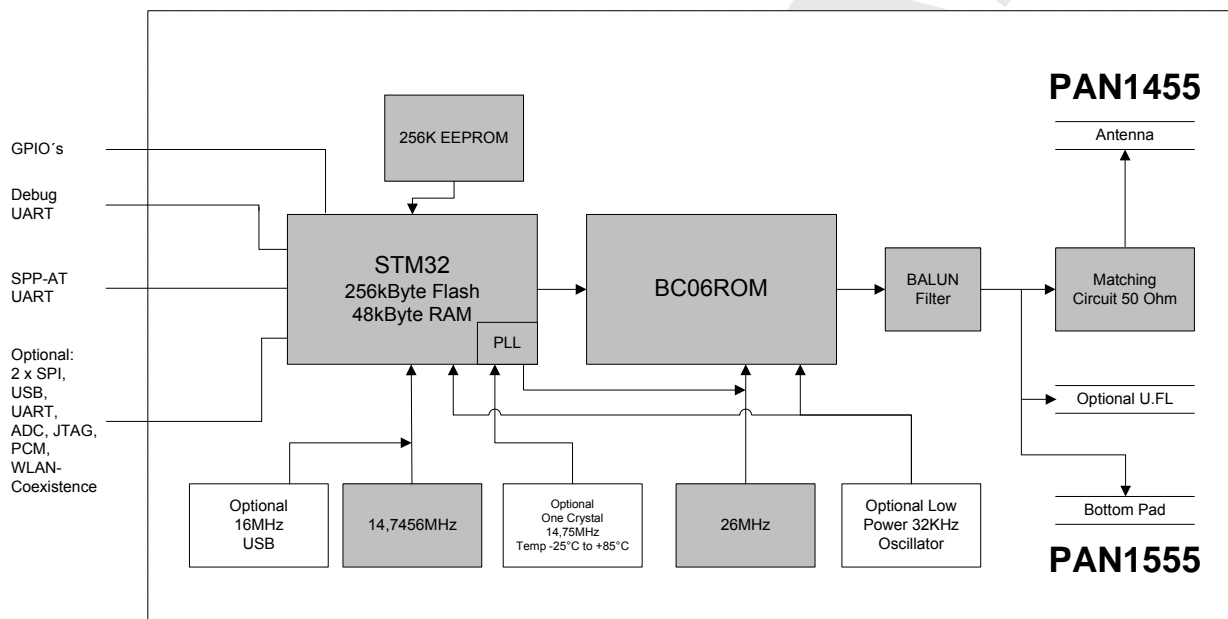 PAN1455
Antenna
256K EEPROM
GPIO´s
Debug
UART
STM32
256kByte Flash
48kByte RAM
PLL
BC06ROM
BALUN
Filter
Matching
Circuit 50 Ohm
SPP-AT
UART
Optional:
2 x SPI,
USB,
UART,
ADC, JTAG,
PCM,
WLAN-
Coexistence
Optional U.FL
Optional
16MHz
USB
14,7456MHz
Optional
One Crystal
14,75MHz
Temp -25°C to +85°C
26MHz
Optional Low
Power 32KHz
Oscillator
Bottom Pad
PAN1555